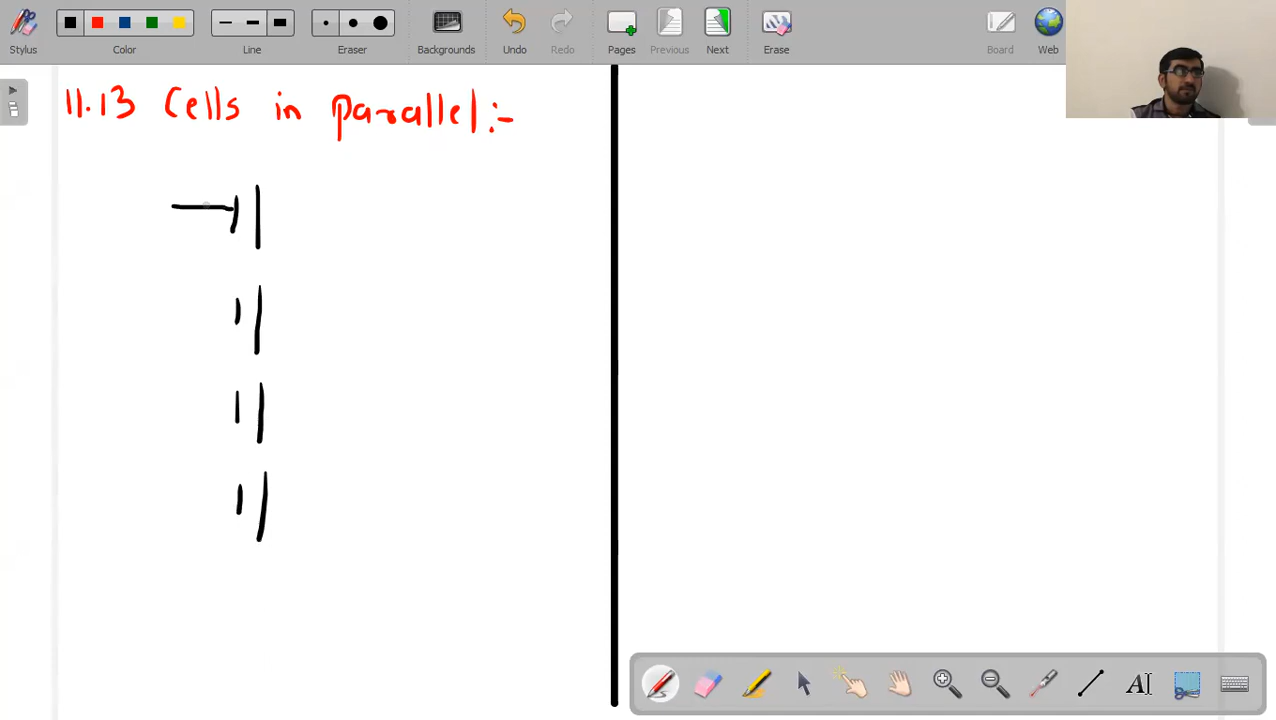 Stylus
Color
Line
Eraser
Backgrounds
Undo
Redo
Pages
Previous
Next
Erase
Board
Web
11.13 Cells in parallel :-
A